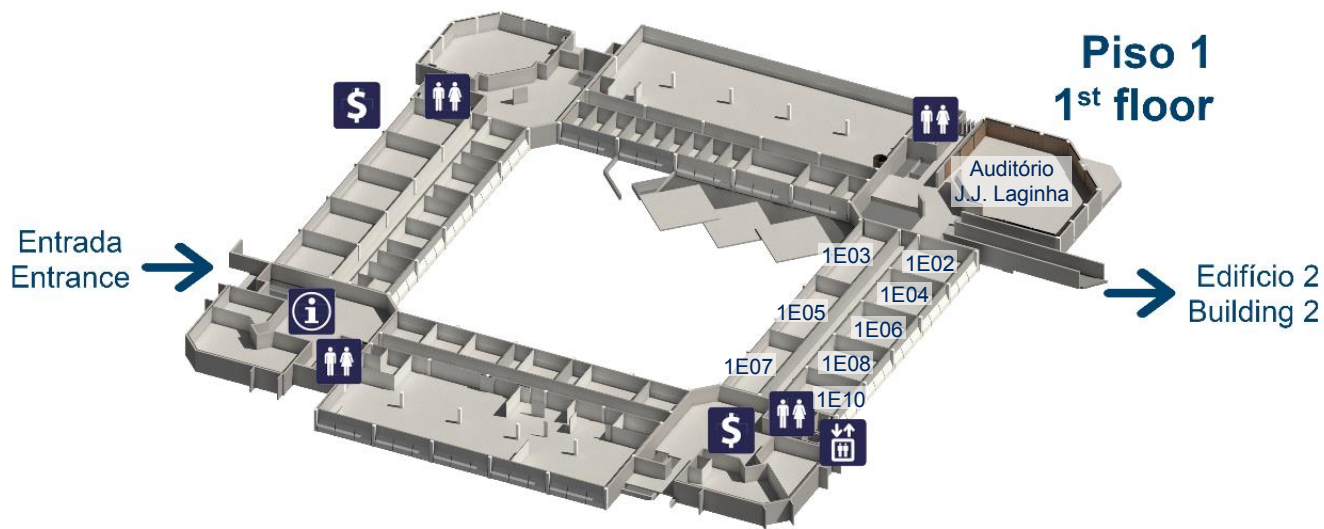 Piso 1
1st floor
$
Auditório
J.J. Laginha
Entrada
Entrance
1E03
1E02
1E04
Edifício 2
Building 2
i
1E05
1E06
1E07
1E08
1E10
$